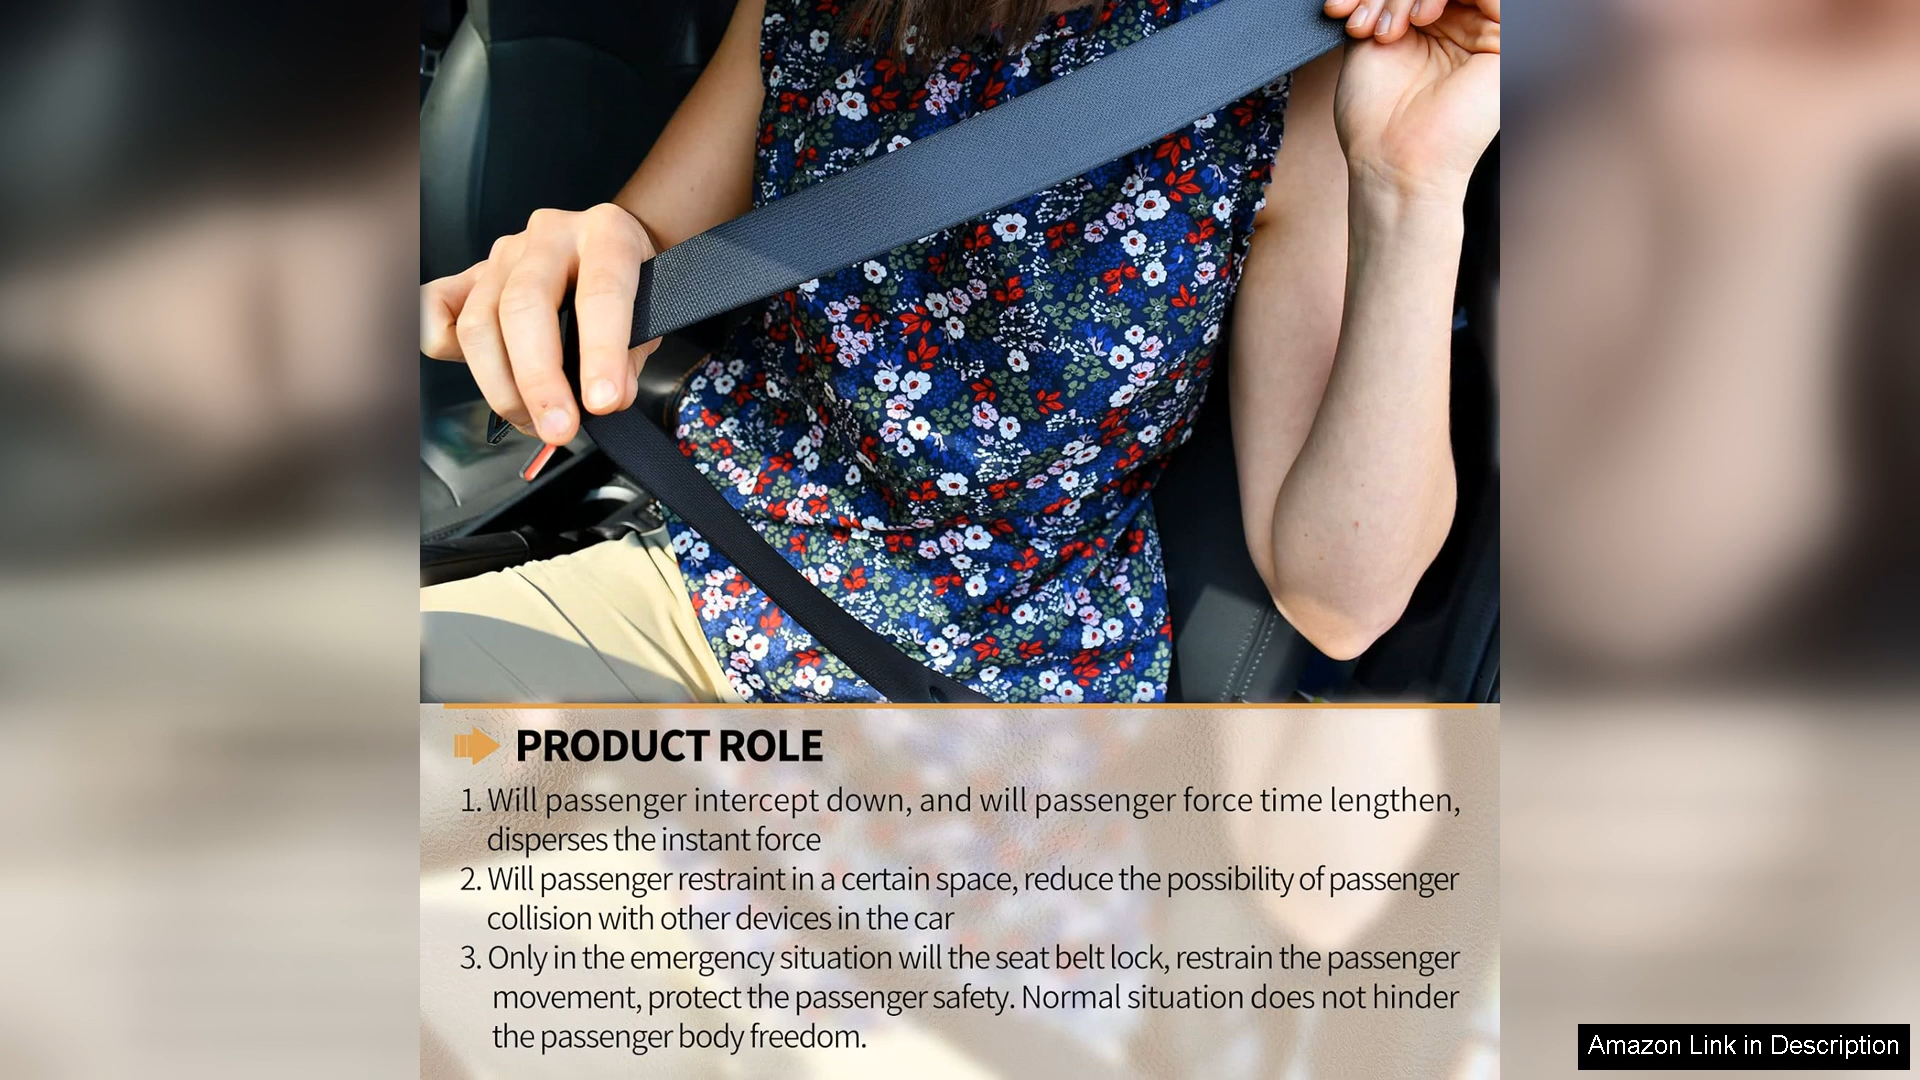 PRODUCT ROLE
1. Will passenger intercept down, and will passenger force time lengthen,
disperses the instant force
2. Will passenger restraint in a certain space, reduce the possibility of passenger
collision with other devices in the car
3. Only in the emergency situation will the seat belt lock, restrain the passenger
movement, protect the passenger safety. Normal situation does not hinder
the passenger body freedom.
Amazon Link in Description